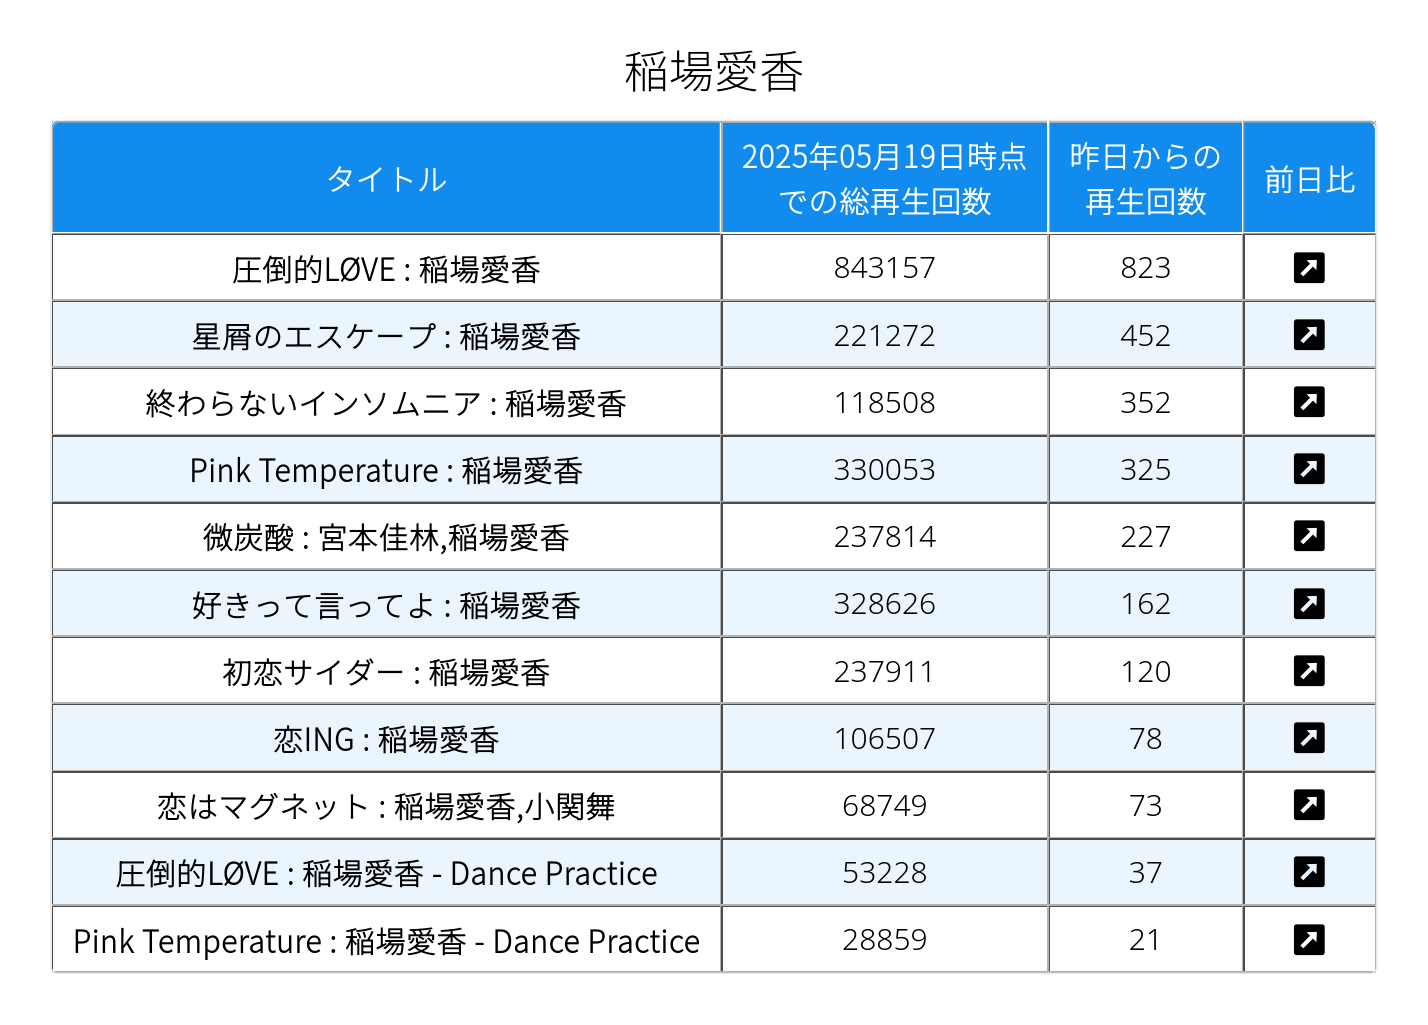 稲場愛香
タイトル 2025年05月19日時点での総再生回数 昨日からの再生回数 前日比
圧倒的LØVE : 稲場愛香 843157 823
星屑のエスケープ : 稲場愛香 221272 452
終わらないインソムニア : 稲場愛香 118508 352
Pink Temperature : 稲場愛香 330053 325
微炭酸 : 宮本佳林,稲場愛香 237814 227
好きって言ってよ : 稲場愛香 328626 162
初恋サイダー : 稲場愛香 237911 120
恋ING : 稲場愛香 106507 78
恋はマグネット : 稲場愛香,小関舞 68749 73
圧倒的LØVE : 稲場愛香 - Dance Practice 53228 37
Pink Temperature : 稲場愛香 - Dance Practice 28859 21